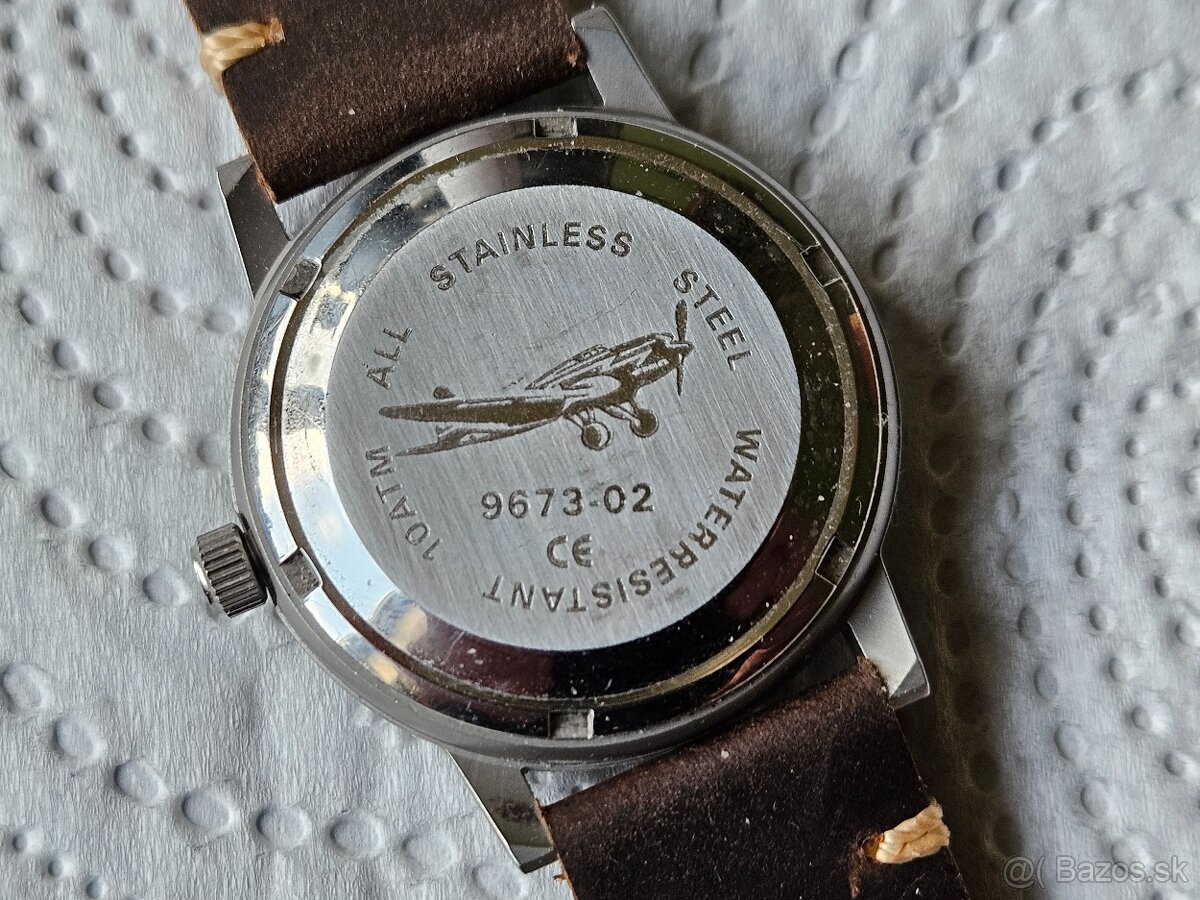 ALL STAINLESS STEEL
WATERRESISTANT 10ATM
9673-02
CE
@( Bazos.sk